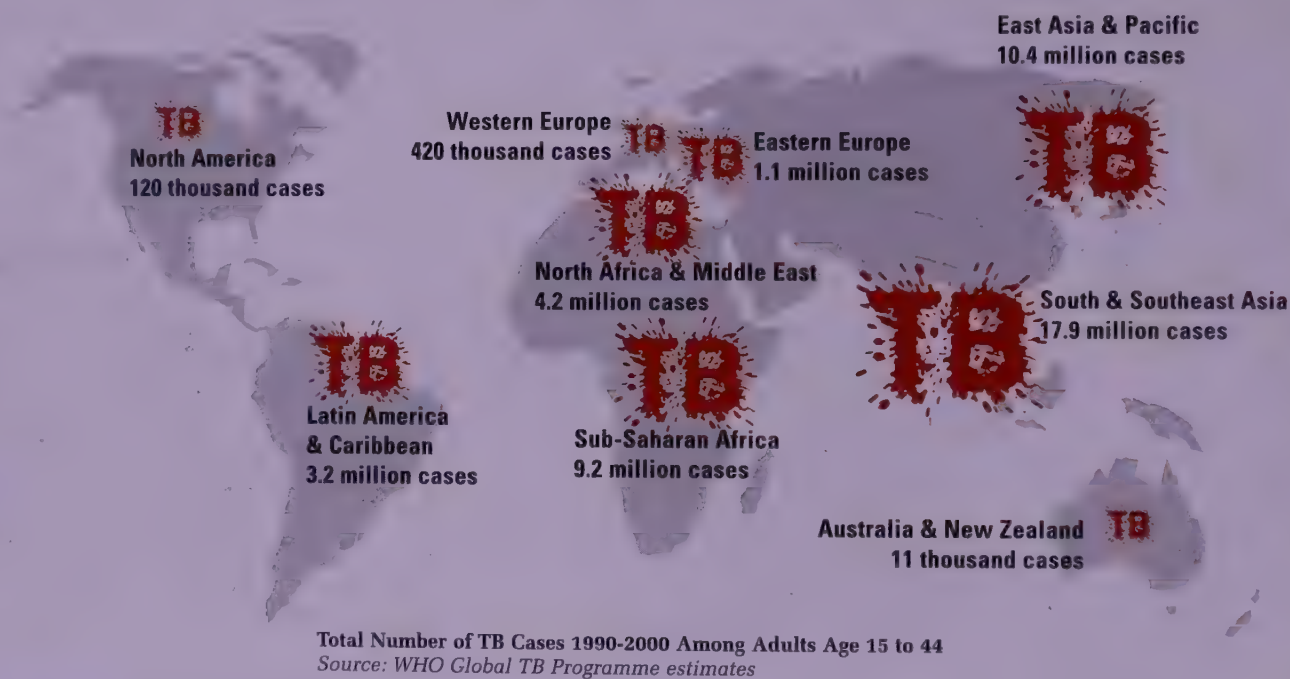 East Asia & Pacific
10.4 million cases
TB
TB
North America
120 thousand cases
Western Europe
420 thousand cases
TB
TB
Eastern Europe
1.1 million cases
TB
North Africa & Middle East
4.2 million cases
TB
South & Southeast Asia
17.9 million cases
TB
Latin America
& Caribbean
3.2 million cases
TB
Sub-Saharan Africa
9.2 million cases
Australia & New Zealand
11 thousand cases
TB
Total Number of TB Cases 1990-2000 Among Adults Age 15 to 44
Source: WHO Global TB Programme estimates